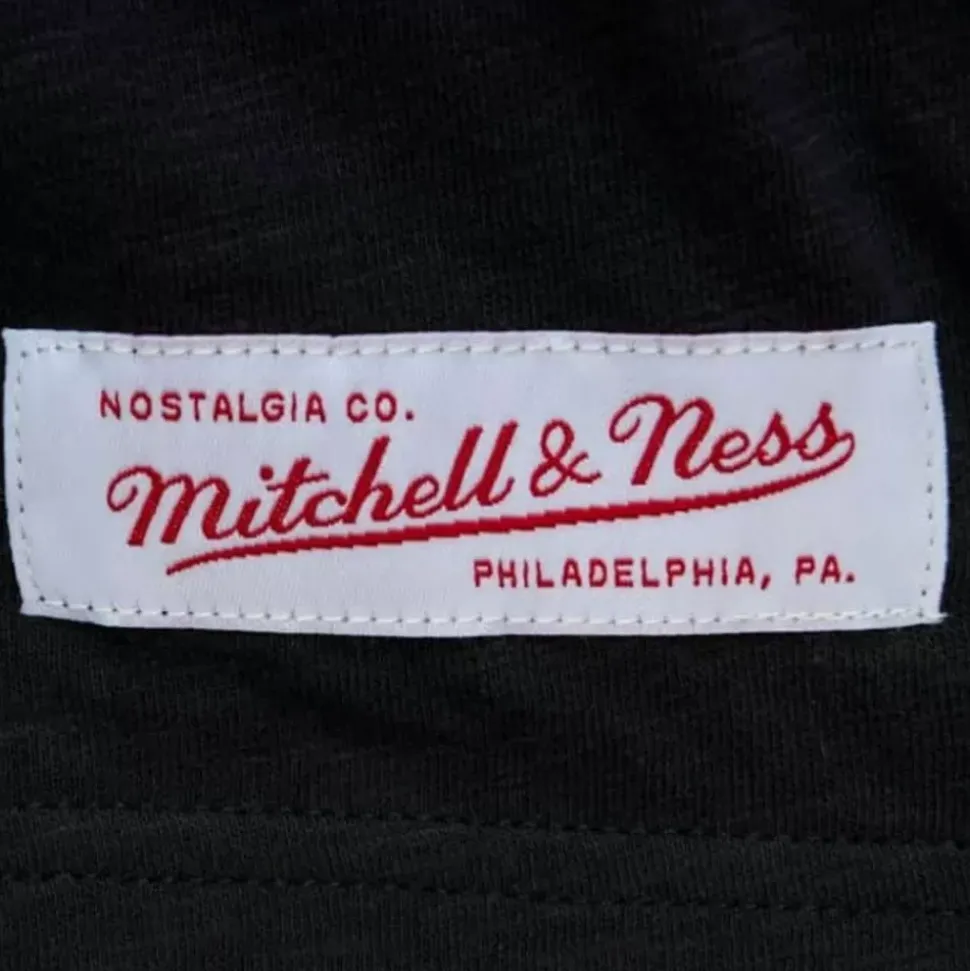 NOSTALGIA CO.
Mitchell & Ness
PHILADELPHIA, PA.